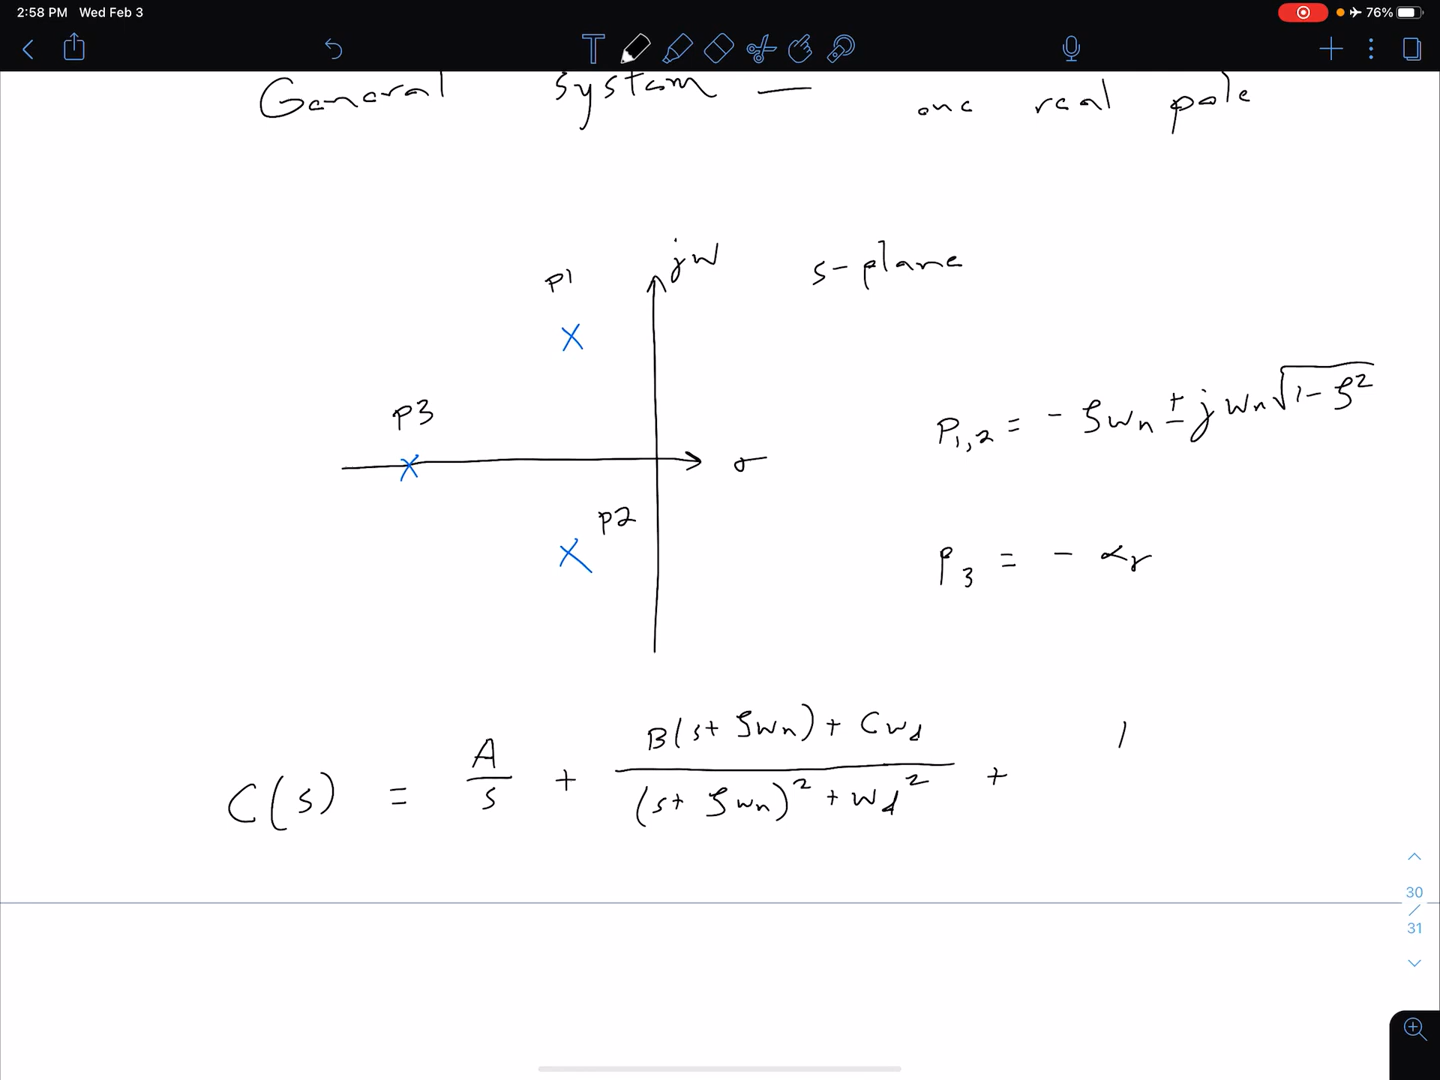 2:58 PM Wed Feb 3
76%
General system — one real pole
jω
s-plane
p1
p3
P₁,₂ = - ζωn ± jωn√1-ζ²
σ
p2
P₃ = - αr
C(s) = A/s + B(s+ζωn)+Cωd/(s+ζωn)²+ωd² +
30
/
31